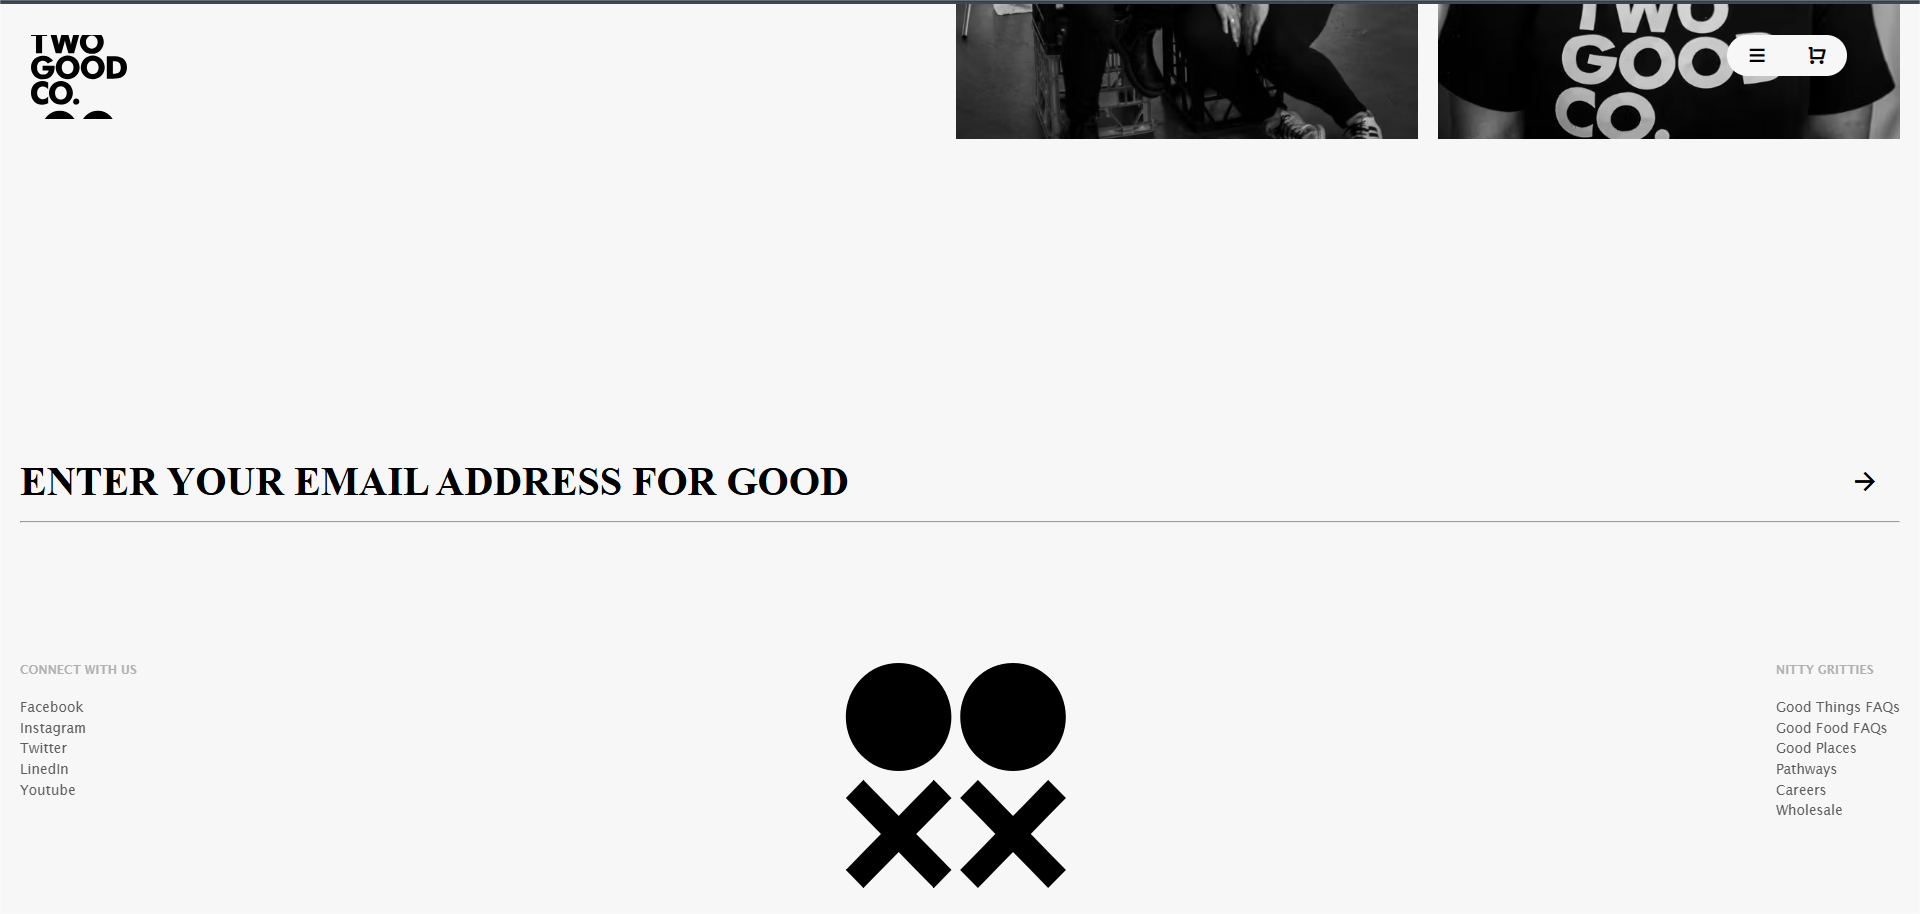 TWO
GOOD
CO.
TWO
GOOD
CO.
ENTER YOUR EMAIL ADDRESS FOR GOOD
CONNECT WITH US
Facebook
Instagram
Twitter
LinedIn
Youtube
NITTY GRITTIES
Good Things FAQs
Good Food FAQs
Good Places
Pathways
Careers
Wholesale